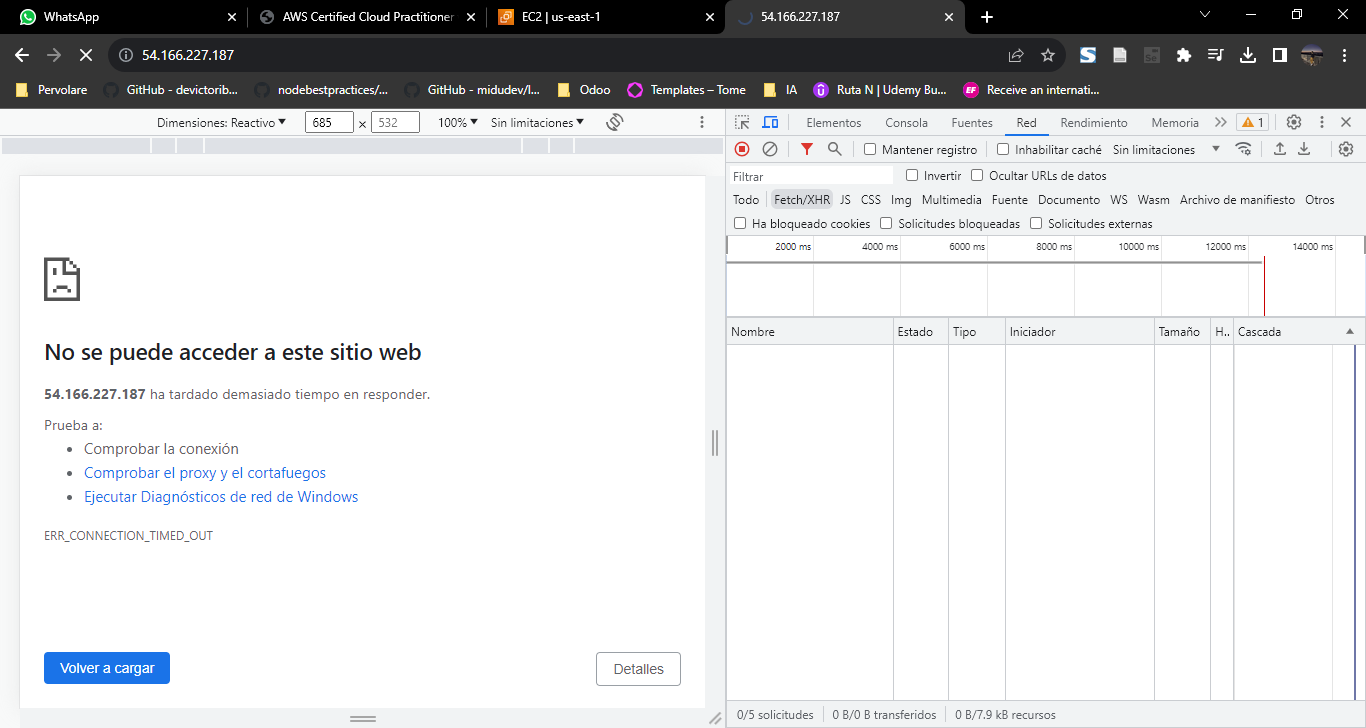 WhatsApp
AWS Certified Cloud Practitioner
EC2 | us-east-1
54.166.227.187
54.166.227.187
Pervolare
GitHub - devictorib...
nodebestpractices/...
GitHub - midudev/l...
Odoo
Templates – Tome
IA
Ruta N | Udemy Bu...
Receive an internati...
Dimensiones: Reactivo
685 x 532
100%
Sin limitaciones
Elementos
Consola
Fuentes
Red
Rendimiento
Memoria
1
Mantener registro
Inhabilitar caché
Sin limitaciones
Filtrar
Invertir
Ocultar URLs de datos
Todo
Fetch/XHR
JS
CSS
Img
Multimedia
Fuente
Documento
WS
Wasm
Archivo de manifiesto
Otros
Ha bloqueado cookies
Solicitudes bloqueadas
Solicitudes externas
2000 ms
4000 ms
6000 ms
8000 ms
10000 ms
12000 ms
14000 ms
Nombre
Estado
Tipo
Iniciador
Tamaño
H..
Cascada
No se puede acceder a este sitio web
54.166.227.187 ha tardado demasiado tiempo en responder.
Prueba a:
Comprobar la conexión
Comprobar el proxy y el cortafuegos
Ejecutar Diagnósticos de red de Windows
ERR_CONNECTION_TIMED_OUT
Volver a cargar
Detalles
0/5 solicitudes
0 B/0 B transferidos
0 B/7.9 kB recursos